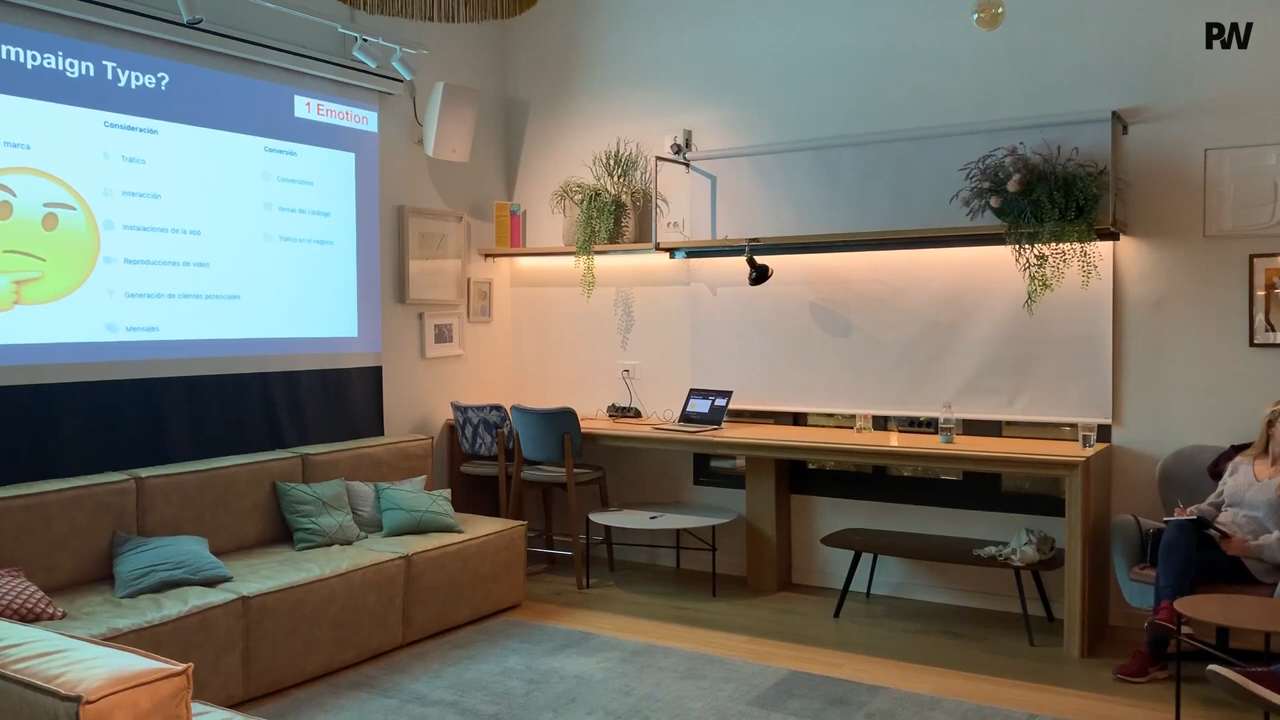 mpaign Type?
1 Emotion
marca
Consideración
Tráfico
Interacción
Instalaciones de la app
Reproducciones de video
Generación de clientes potenciales
Mensajes
Conversión
Conversiones
Ventas del catálogo
Tráfico en el negocio
PW